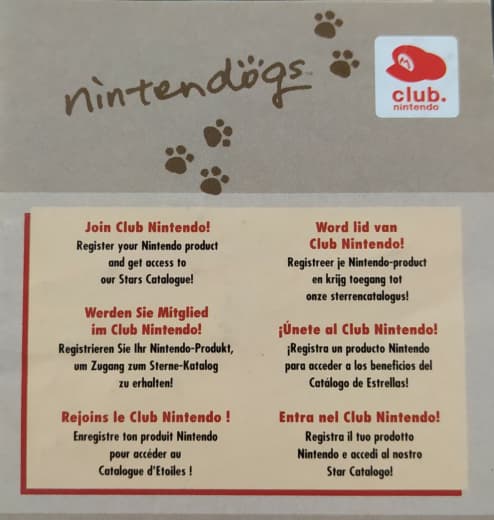 nintendögs
club.
nintendo
Join Club Nintendo!
Register your Nintendo product
and get access to
our Stars Catalogue!
Word lid van
Club Nintendo!
Registreer je Nintendo-product
en krijg toegang tot
onze sterrencatalogus!
Werden Sie Mitglied
im Club Nintendo!
Registrieren Sie Ihr Nintendo-Produkt,
um Zugang zum Sterne-Katalog
zu erhalten!
¡Únete al Club Nintendo!
¡Registra un producto Nintendo
para acceder a los beneficios del
Catálogo de Estrellas!
Rejoins le Club Nintendo !
Enregistre ton produit Nintendo
pour accéder au
Catalogue d'Etoiles !
Entra nel Club Nintendo!
Registra il tuo prodotto
Nintendo e accedi al nostro
Star Catalogo!